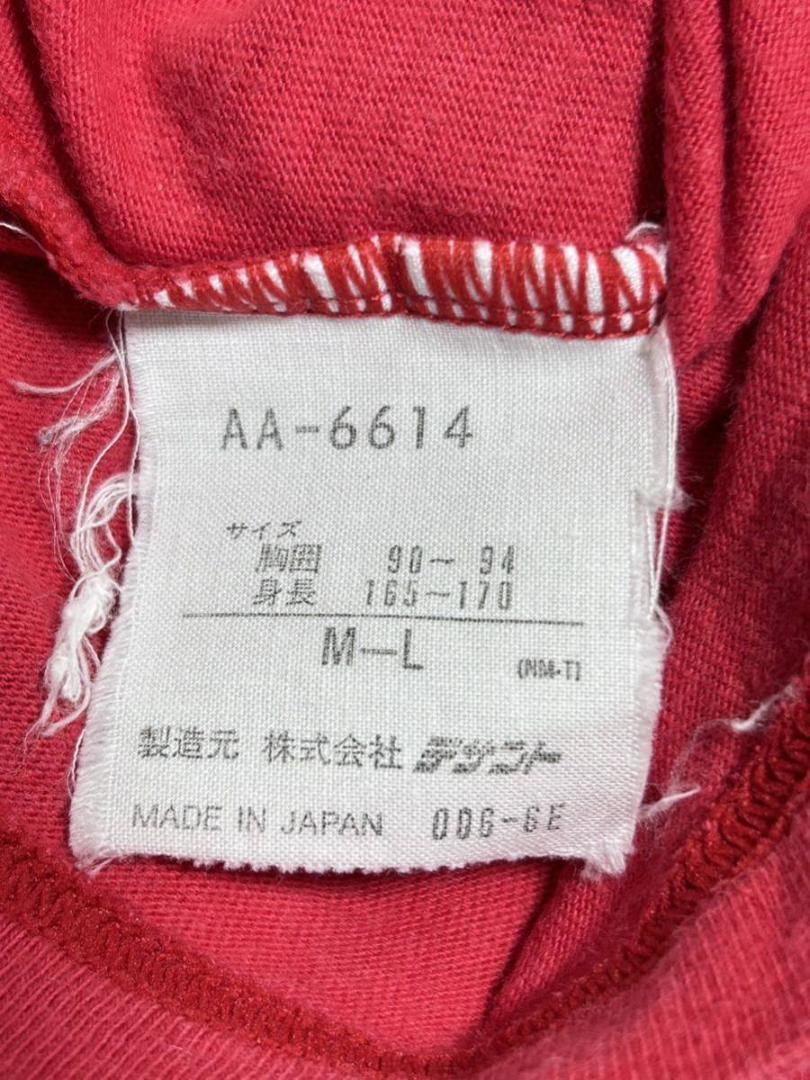 AA-6614
サイズ
胸囲 90～94
身長 165～170
M—L (NM-T)
製造元 株式会社 デサント
MADE IN JAPAN 006-6E